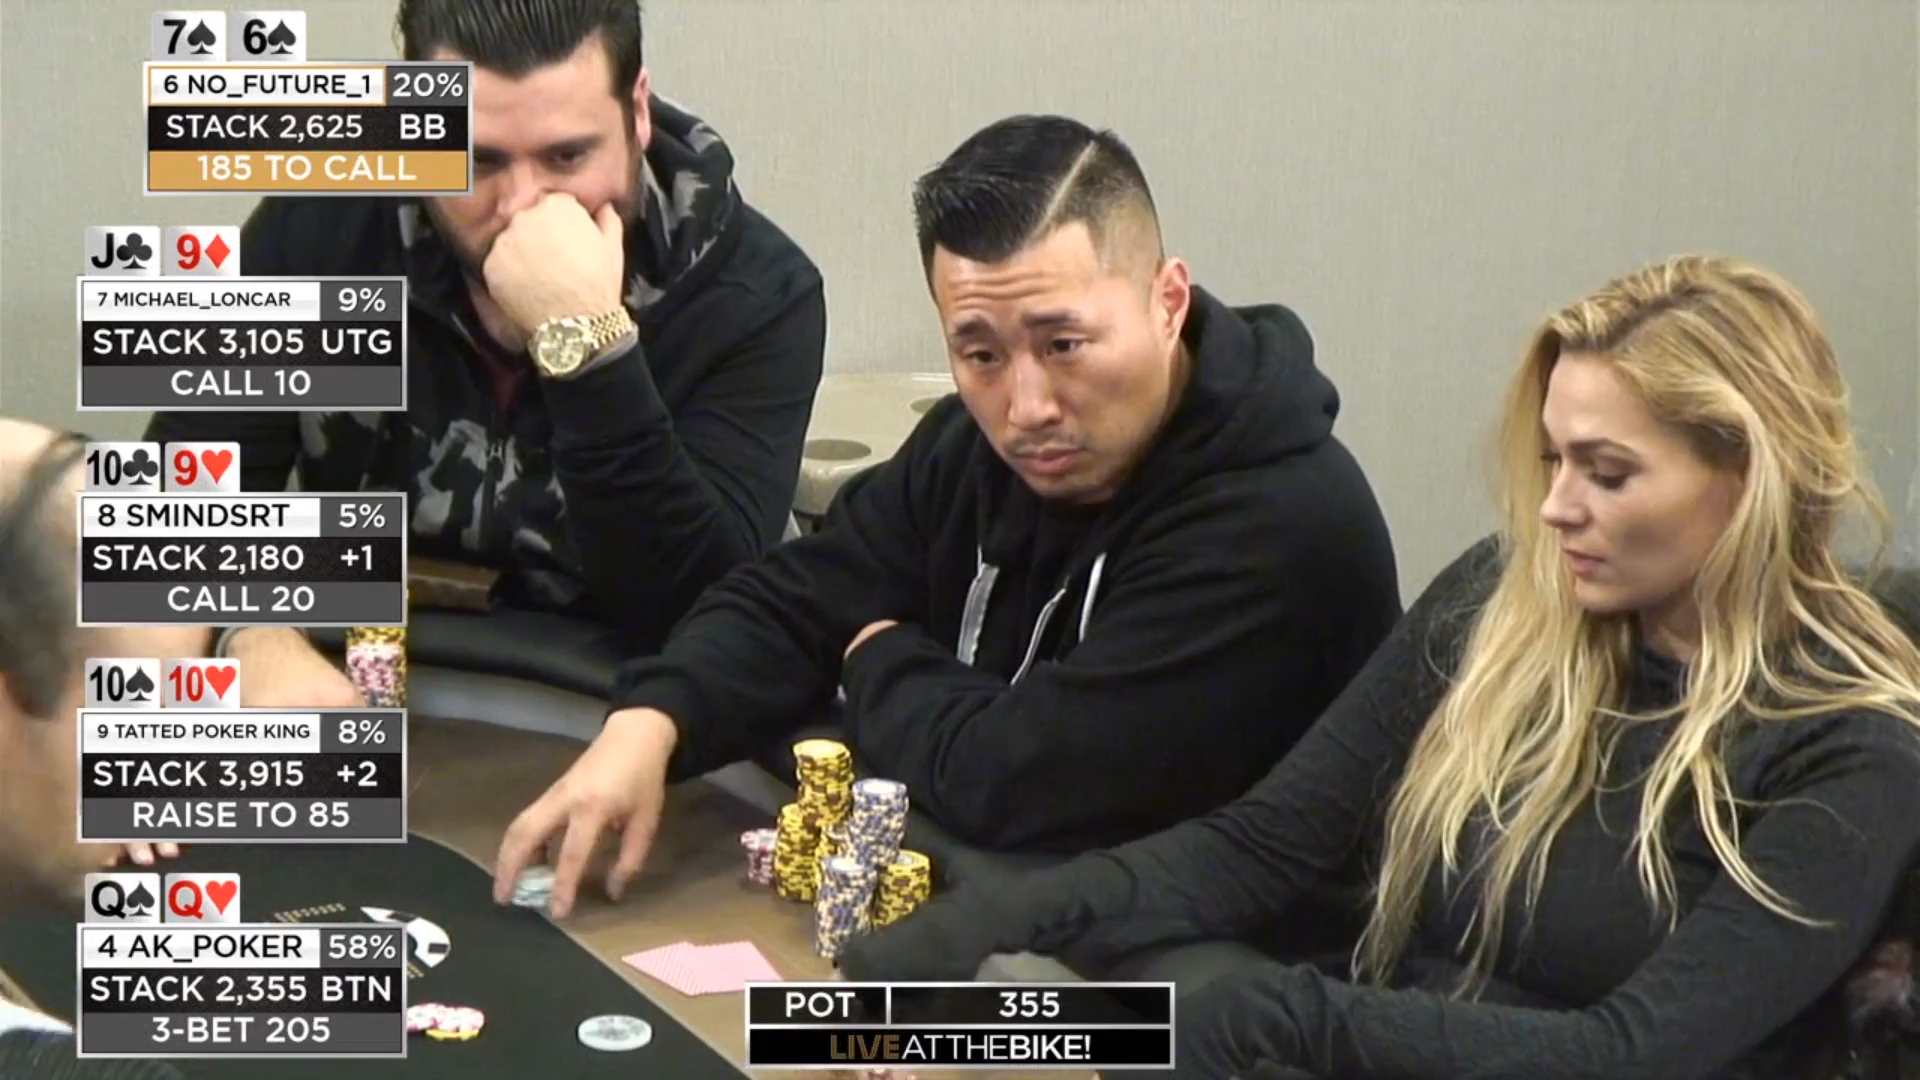 7♠ 6♠
6 NO_FUTURE_1 20%
STACK 2,625 BB
185 TO CALL
J♣ 9♦
7 MICHAEL_LONCAR 9%
STACK 3,105 UTG
CALL 10
10♣ 9♥
8 SMINDSRT 5%
STACK 2,180 +1
CALL 20
10♠ 10♥
9 TATTED POKER KING 8%
STACK 3,915 +2
RAISE TO 85
Q♠ Q♥
4 AK_POKER 58%
STACK 2,355 BTN
3-BET 205
POT 355
LIVEATTHEBIKE!